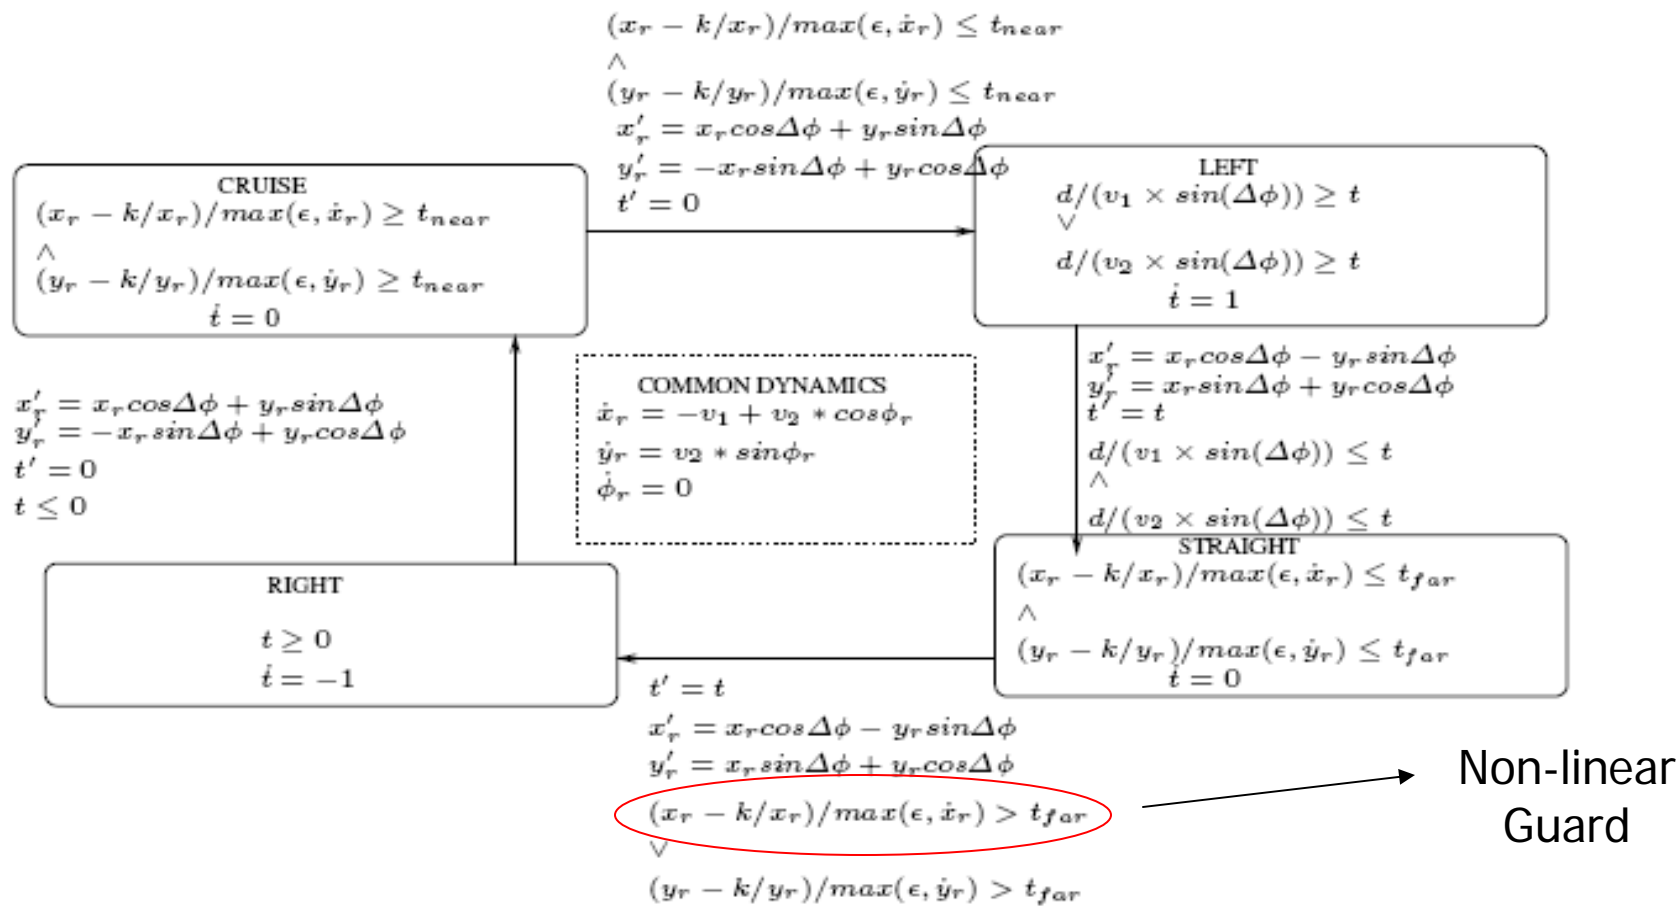 (x_r − k/x_r)/max(ϵ, ẋ_r) ≤ t_near
∧
(y_r − k/y_r)/max(ϵ, ẏ_r) ≤ t_near
x′_r = x_r cosΔϕ + y_r sinΔϕ
y′_r = −x_r sinΔϕ + y_r cosΔϕ
t′ = 0
CRUISE
(x_r − k/x_r)/max(ϵ, ẋ_r) ≥ t_near
∧
(y_r − k/y_r)/max(ϵ, ẏ_r) ≥ t_near
ṫ = 0
LEFT
d/(v_1 × sin(Δϕ)) ≥ t
∨
d/(v_2 × sin(Δϕ)) ≥ t
ṫ = 1
x′_r = x_r cosΔϕ + y_r sinΔϕ
y′_r = −x_r sinΔϕ + y_r cosΔϕ
t′ = 0
t ≤ 0
COMMON DYNAMICS
ẋ_r = −v_1 + v_2 * cosϕ_r
ẏ_r = v_2 * sinϕ_r
ϕ̇_r = 0
x′_r = x_r cosΔϕ − y_r sinΔϕ
y′_r = x_r sinΔϕ + y_r cosΔϕ
t′ = t
d/(v_1 × sin(Δϕ)) ≤ t
∧
d/(v_2 × sin(Δϕ)) ≤ t
RIGHT
t ≥ 0
ṫ = −1
STRAIGHT
(x_r − k/x_r)/max(ϵ, ẋ_r) ≤ t_far
∧
(y_r − k/y_r)/max(ϵ, ẏ_r) ≤ t_far
ṫ = 0
t′ = t
x′_r = x_r cosΔϕ − y_r sinΔϕ
y′_r = x_r sinΔϕ + y_r cosΔϕ
(x_r − k/x_r)/max(ϵ, ẋ_r) > t_far
∨
(y_r − k/y_r)/max(ϵ, ẏ_r) > t_far
Non-linear
Guard